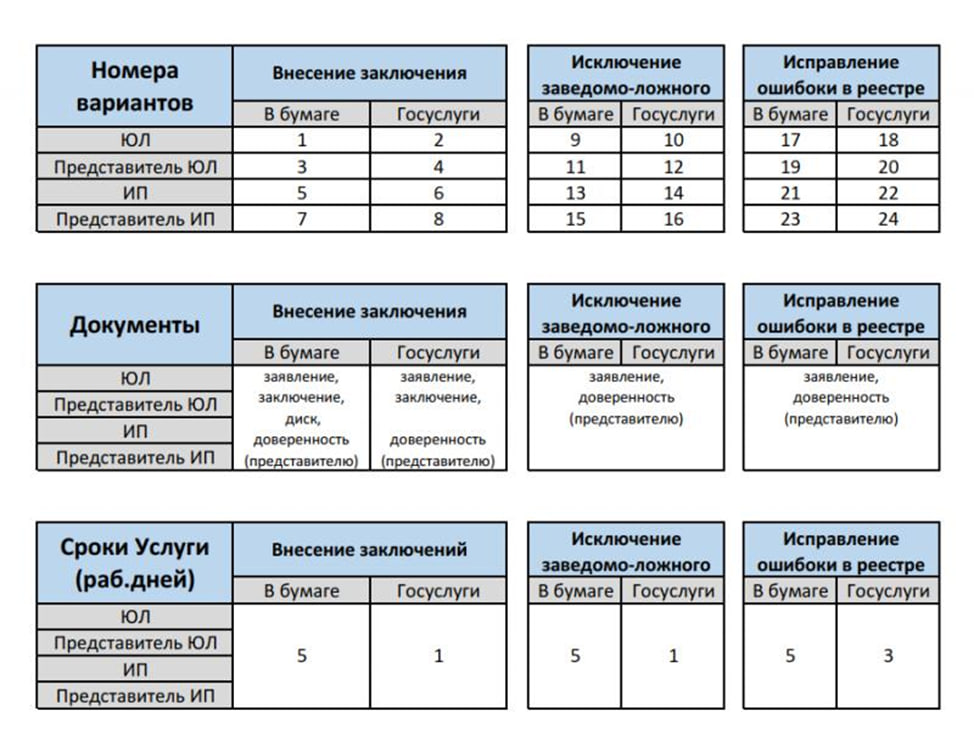 Номера вариантов | Внесение заключения | Исключение заведомо-ложного | Исправление ошибоки в реестре
В бумаге | Госуслуги | В бумаге | Госуслуги | В бумаге | Госуслуги
ЮЛ | 1 | 2 | 9 | 10 | 17 | 18
Представитель ЮЛ | 3 | 4 | 11 | 12 | 19 | 20
ИП | 5 | 6 | 13 | 14 | 21 | 22
Представитель ИП | 7 | 8 | 15 | 16 | 23 | 24
Документы | Внесение заключения | Исключение заведомо-ложного | Исправление ошибоки в реестре
В бумаге | Госуслуги | В бумаге | Госуслуги | В бумаге | Госуслуги
ЮЛ
Представитель ЮЛ
ИП
Представитель ИП
заявление, заключение, диск, доверенность (представителю) | заявление, заключение, доверенность (представителю) | заявление, доверенность (представителю) | заявление, доверенность (представителю)
Сроки Услуги (раб.дней) | Внесение заключений | Исключение заведомо-ложного | Исправление ошибоки в реестре
В бумаге | Госуслуги | В бумаге | Госуслуги | В бумаге | Госуслуги
ЮЛ
Представитель ЮЛ
ИП
Представитель ИП
5 | 1 | 5 | 1 | 5 | 3